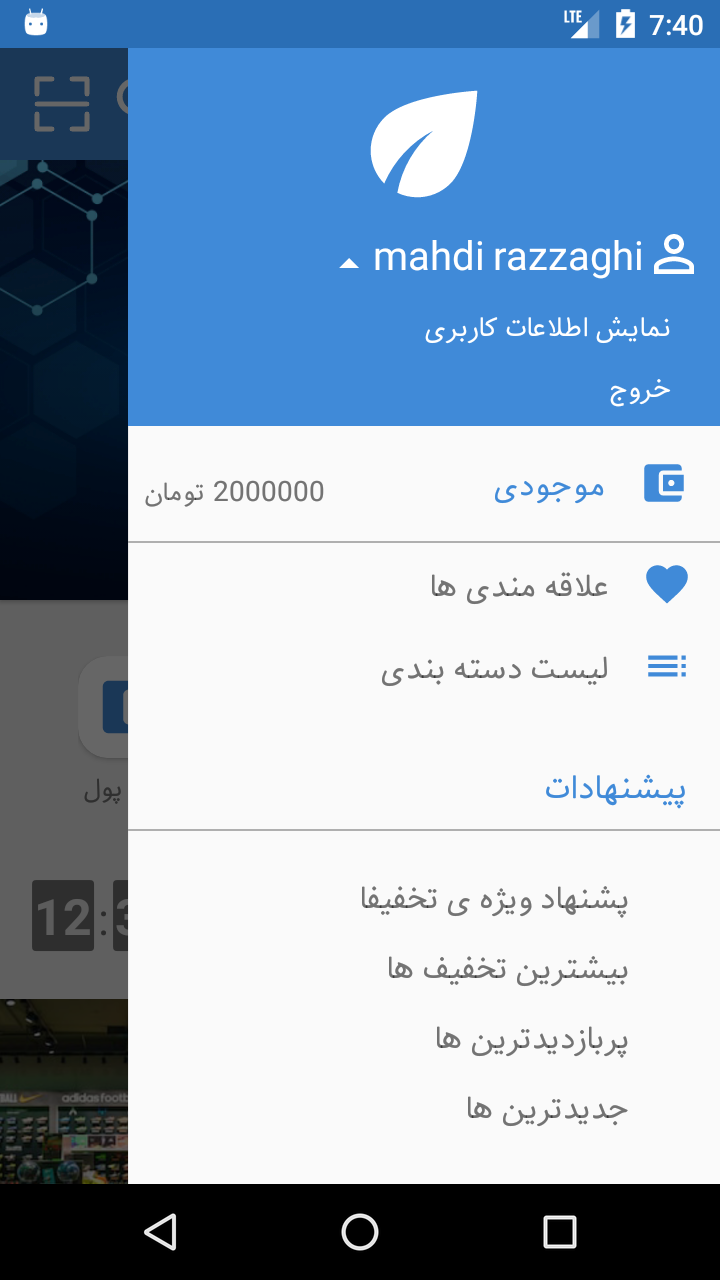 LTE 7:40
mahdi razzaghi
نمایش اطلاعات کاربری
خروج
موجودی 2000000 تومان
علاقه مندی ها
لیست دسته بندی
پیشنهادات
پشنهاد ویژه ی تخفیفا
بیشترین تخفیف ها
پربازدیدترین ها
جدیدترین ها
پول
12:3
adidas footb